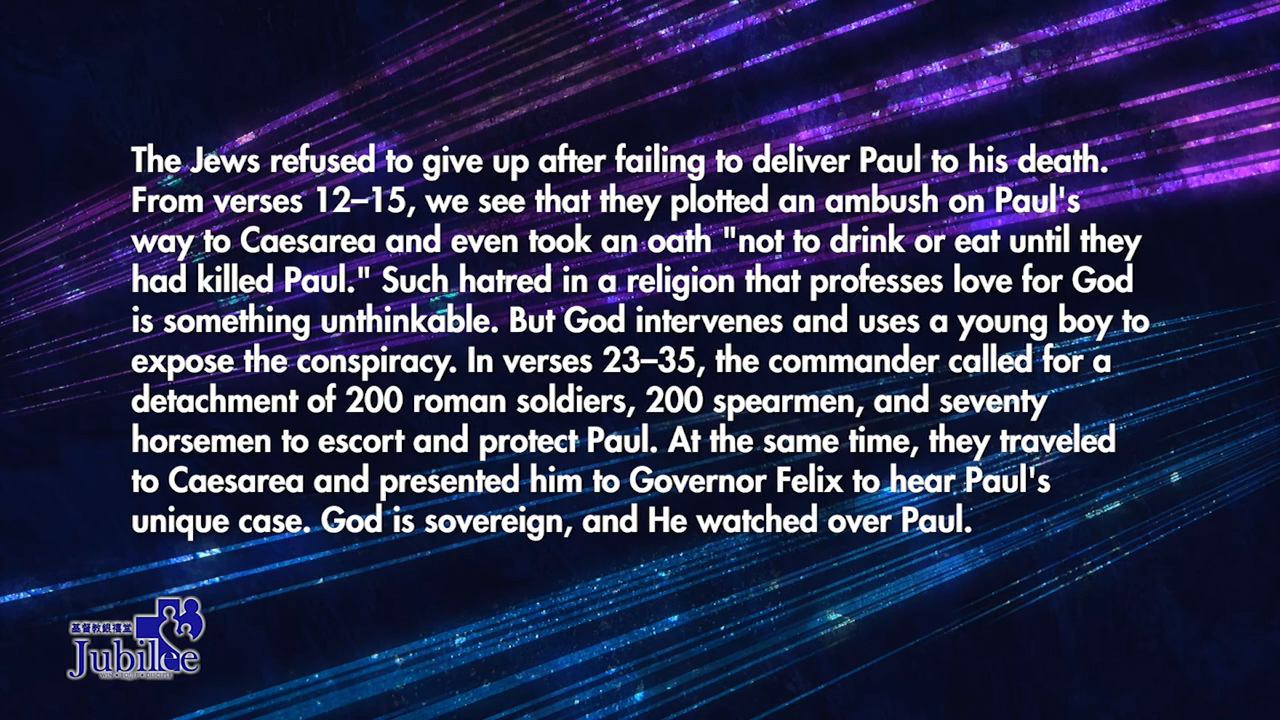 The Jews refused to give up after failing to deliver Paul to his death.
From verses 12–15, we see that they plotted an ambush on Paul's
way to Caesarea and even took an oath "not to drink or eat until they
had killed Paul." Such hatred in a religion that professes love for God
is something unthinkable. But God intervenes and uses a young boy to
expose the conspiracy. In verses 23–35, the commander called for a
detachment of 200 roman soldiers, 200 spearmen, and seventy
horsemen to escort and protect Paul. At the same time, they traveled
to Caesarea and presented him to Governor Felix to hear Paul's
unique case. God is sovereign, and He watched over Paul.
基督教銀禧堂
Jubilee